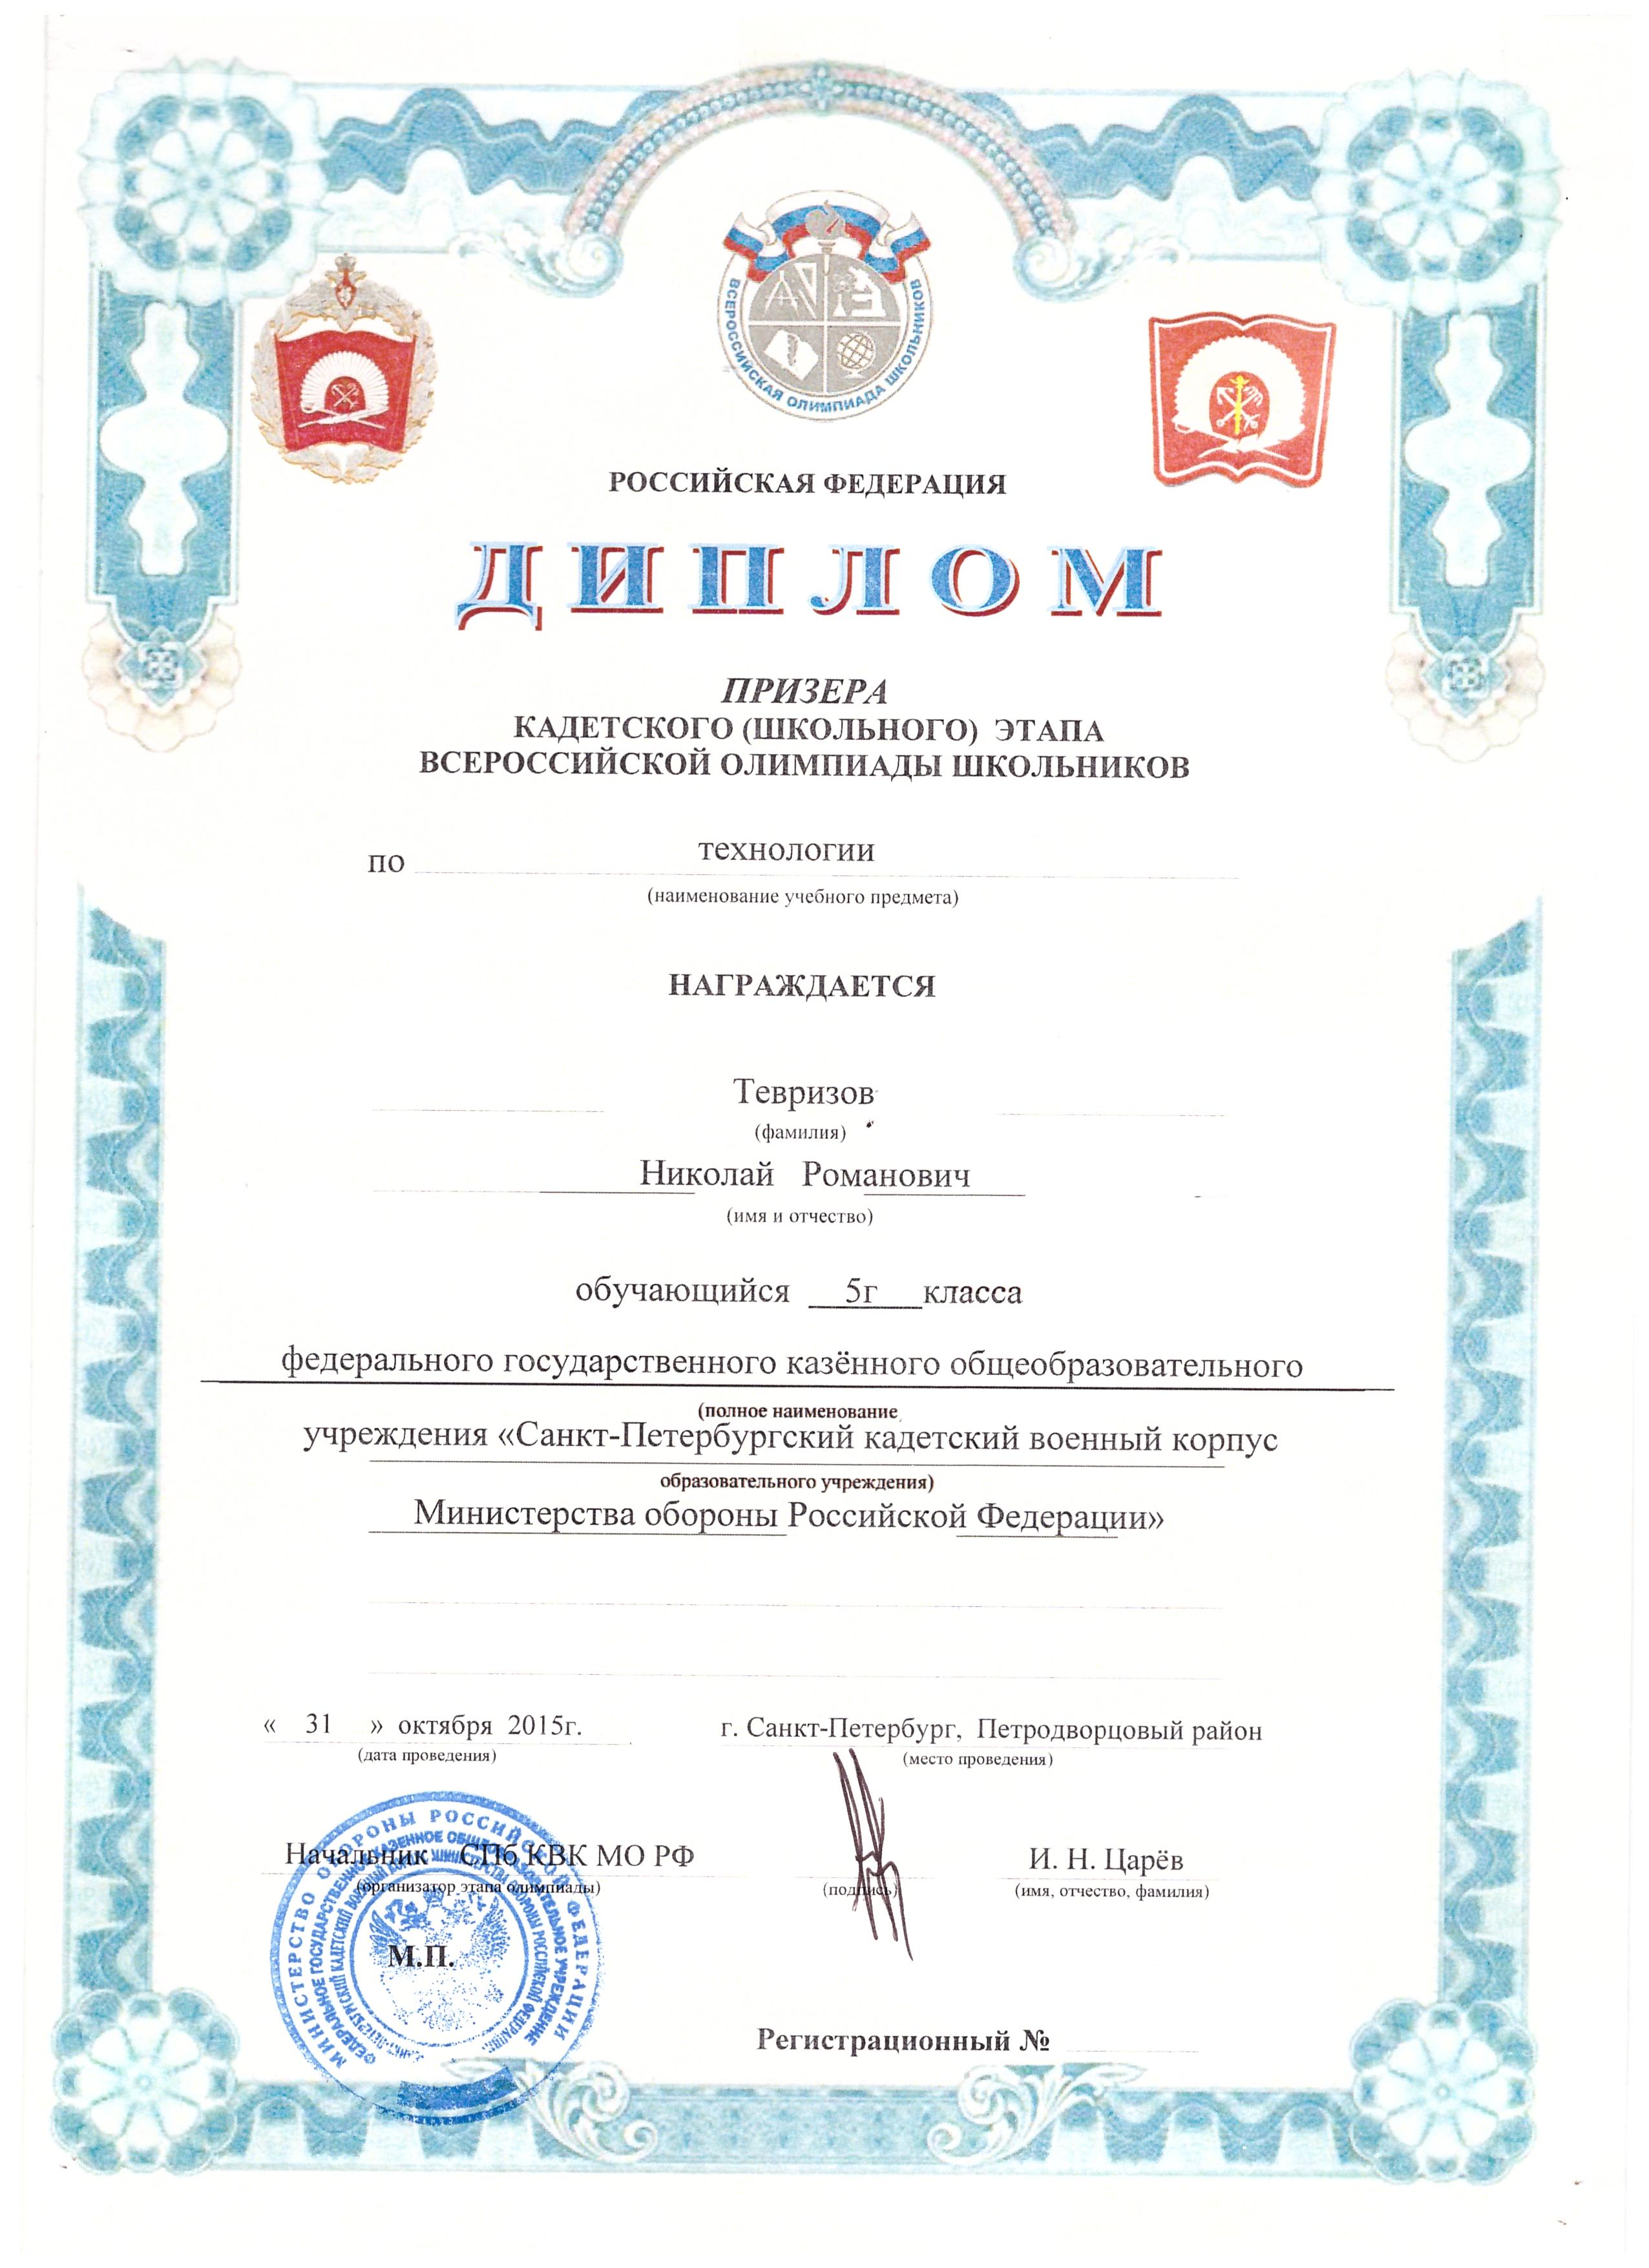 ВСЕРОССИЙСКАЯ ОЛИМПИАДА ШКОЛЬНИКОВ
РОССИЙСКАЯ ФЕДЕРАЦИЯ
ДИПЛОМ
ПРИЗЕРА
КАДЕТСКОГО (ШКОЛЬНОГО) ЭТАПА
ВСЕРОССИЙСКОЙ ОЛИМПИАДЫ ШКОЛЬНИКОВ
по технологии
(наименование учебного предмета)
НАГРАЖДАЕТСЯ
Тевризов
(фамилия)
Николай Романович
(имя и отчество)
обучающийся 5г класса
федерального государственного казённого общеобразовательного
(полное наименование
учреждения «Санкт-Петербургский кадетский военный корпус
образовательного учреждения)
Министерства обороны Российской Федерации»
« 31 » октября 2015г. г. Санкт-Петербург, Петродворцовый район
(дата проведения) (место проведения)
Начальник СПб КВК МО РФ И. Н. Царёв
(организатор этапа олимпиады) (подпись) (имя, отчество, фамилия)
М.П.
МИНИСТЕРСТВО ОБОРОНЫ РОССИЙСКОЙ ФЕДЕРАЦИИ
ФЕДЕРАЛЬНОЕ ГОСУДАРСТВЕННОЕ КАЗЕННОЕ ОБЩЕОБРАЗОВАТЕЛЬНОЕ УЧРЕЖДЕНИЕ
КАДЕТСКИЙ ВОЕННЫЙ КОРПУС МИНИСТЕРСТВА ОБОРОНЫ РОССИЙСКОЙ ФЕДЕРАЦИИ
Регистрационный №